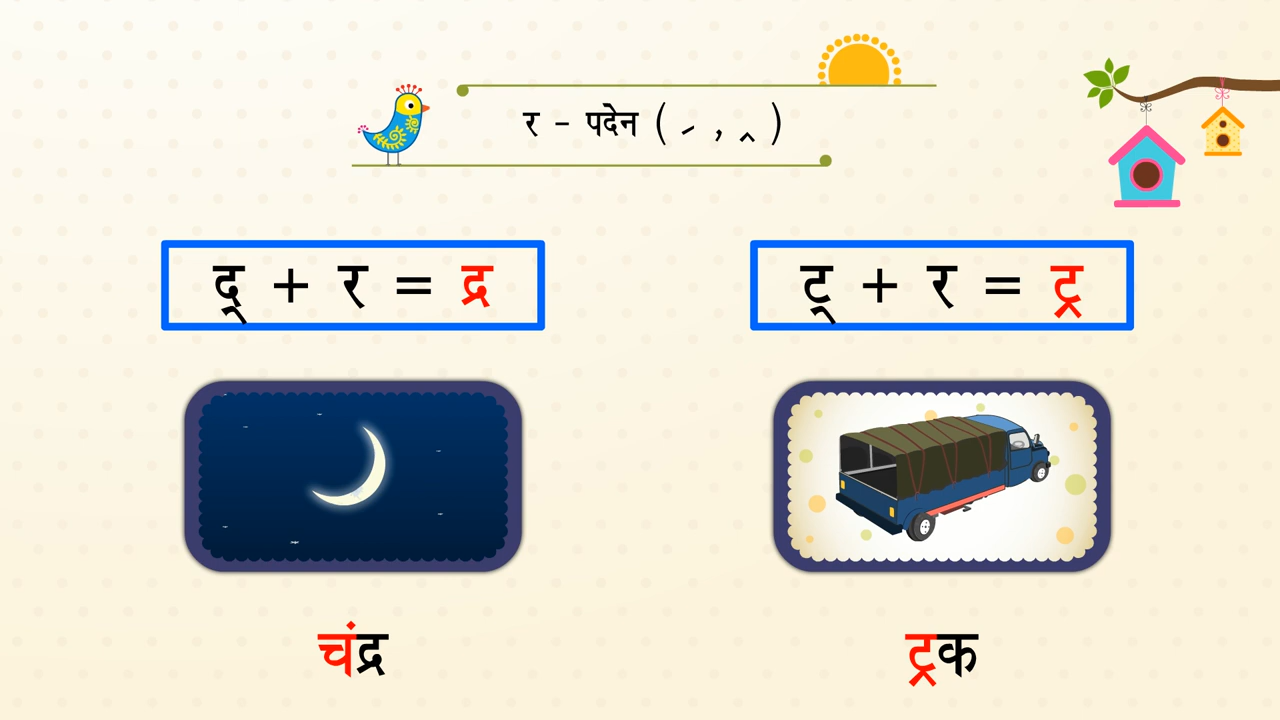 र - पदेन ( ⸝ , ‸ )
द् + र = द्र
ट् + र = ट्र
चंद्र
ट्रक